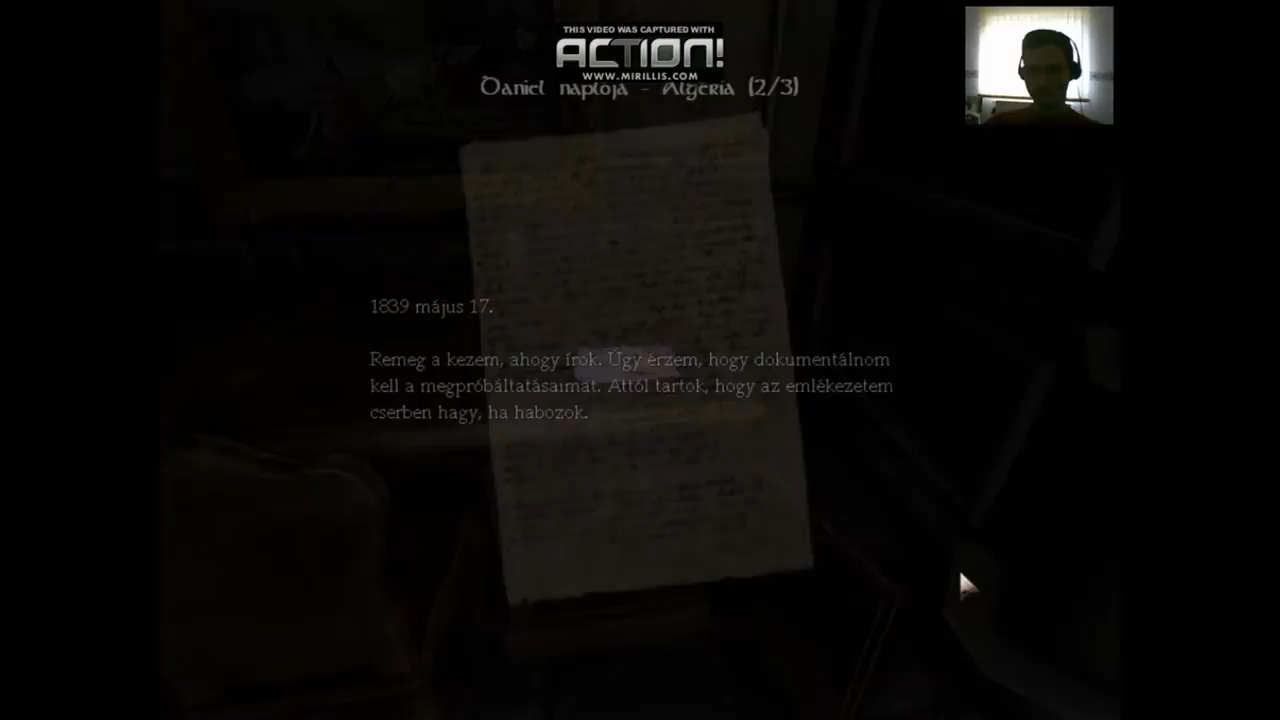 THIS VIDEO WAS CAPTURED WITH
ACTION!
WWW.MIRILLIS.COM
Daniel naplója - Algéria (2/3)
1839 május 17.
Remeg a kezem, ahogy írok. Úgy érzem, hogy dokumentálnom
kell a megpróbáltatásaimat. Attól tartok, hogy az emlékezetem
cserben hagy, ha habozok.